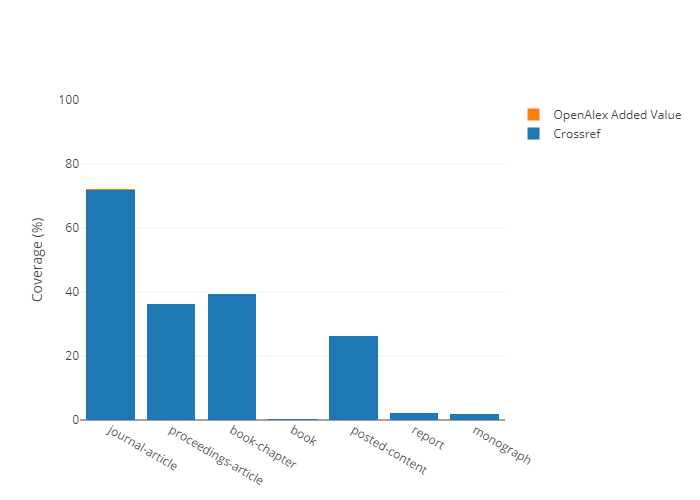 100
80
60
40
20
0
Coverage (%)
journal-article
proceedings-article
book-chapter
book
posted-content
report
monograph
OpenAlex Added Value
Crossref